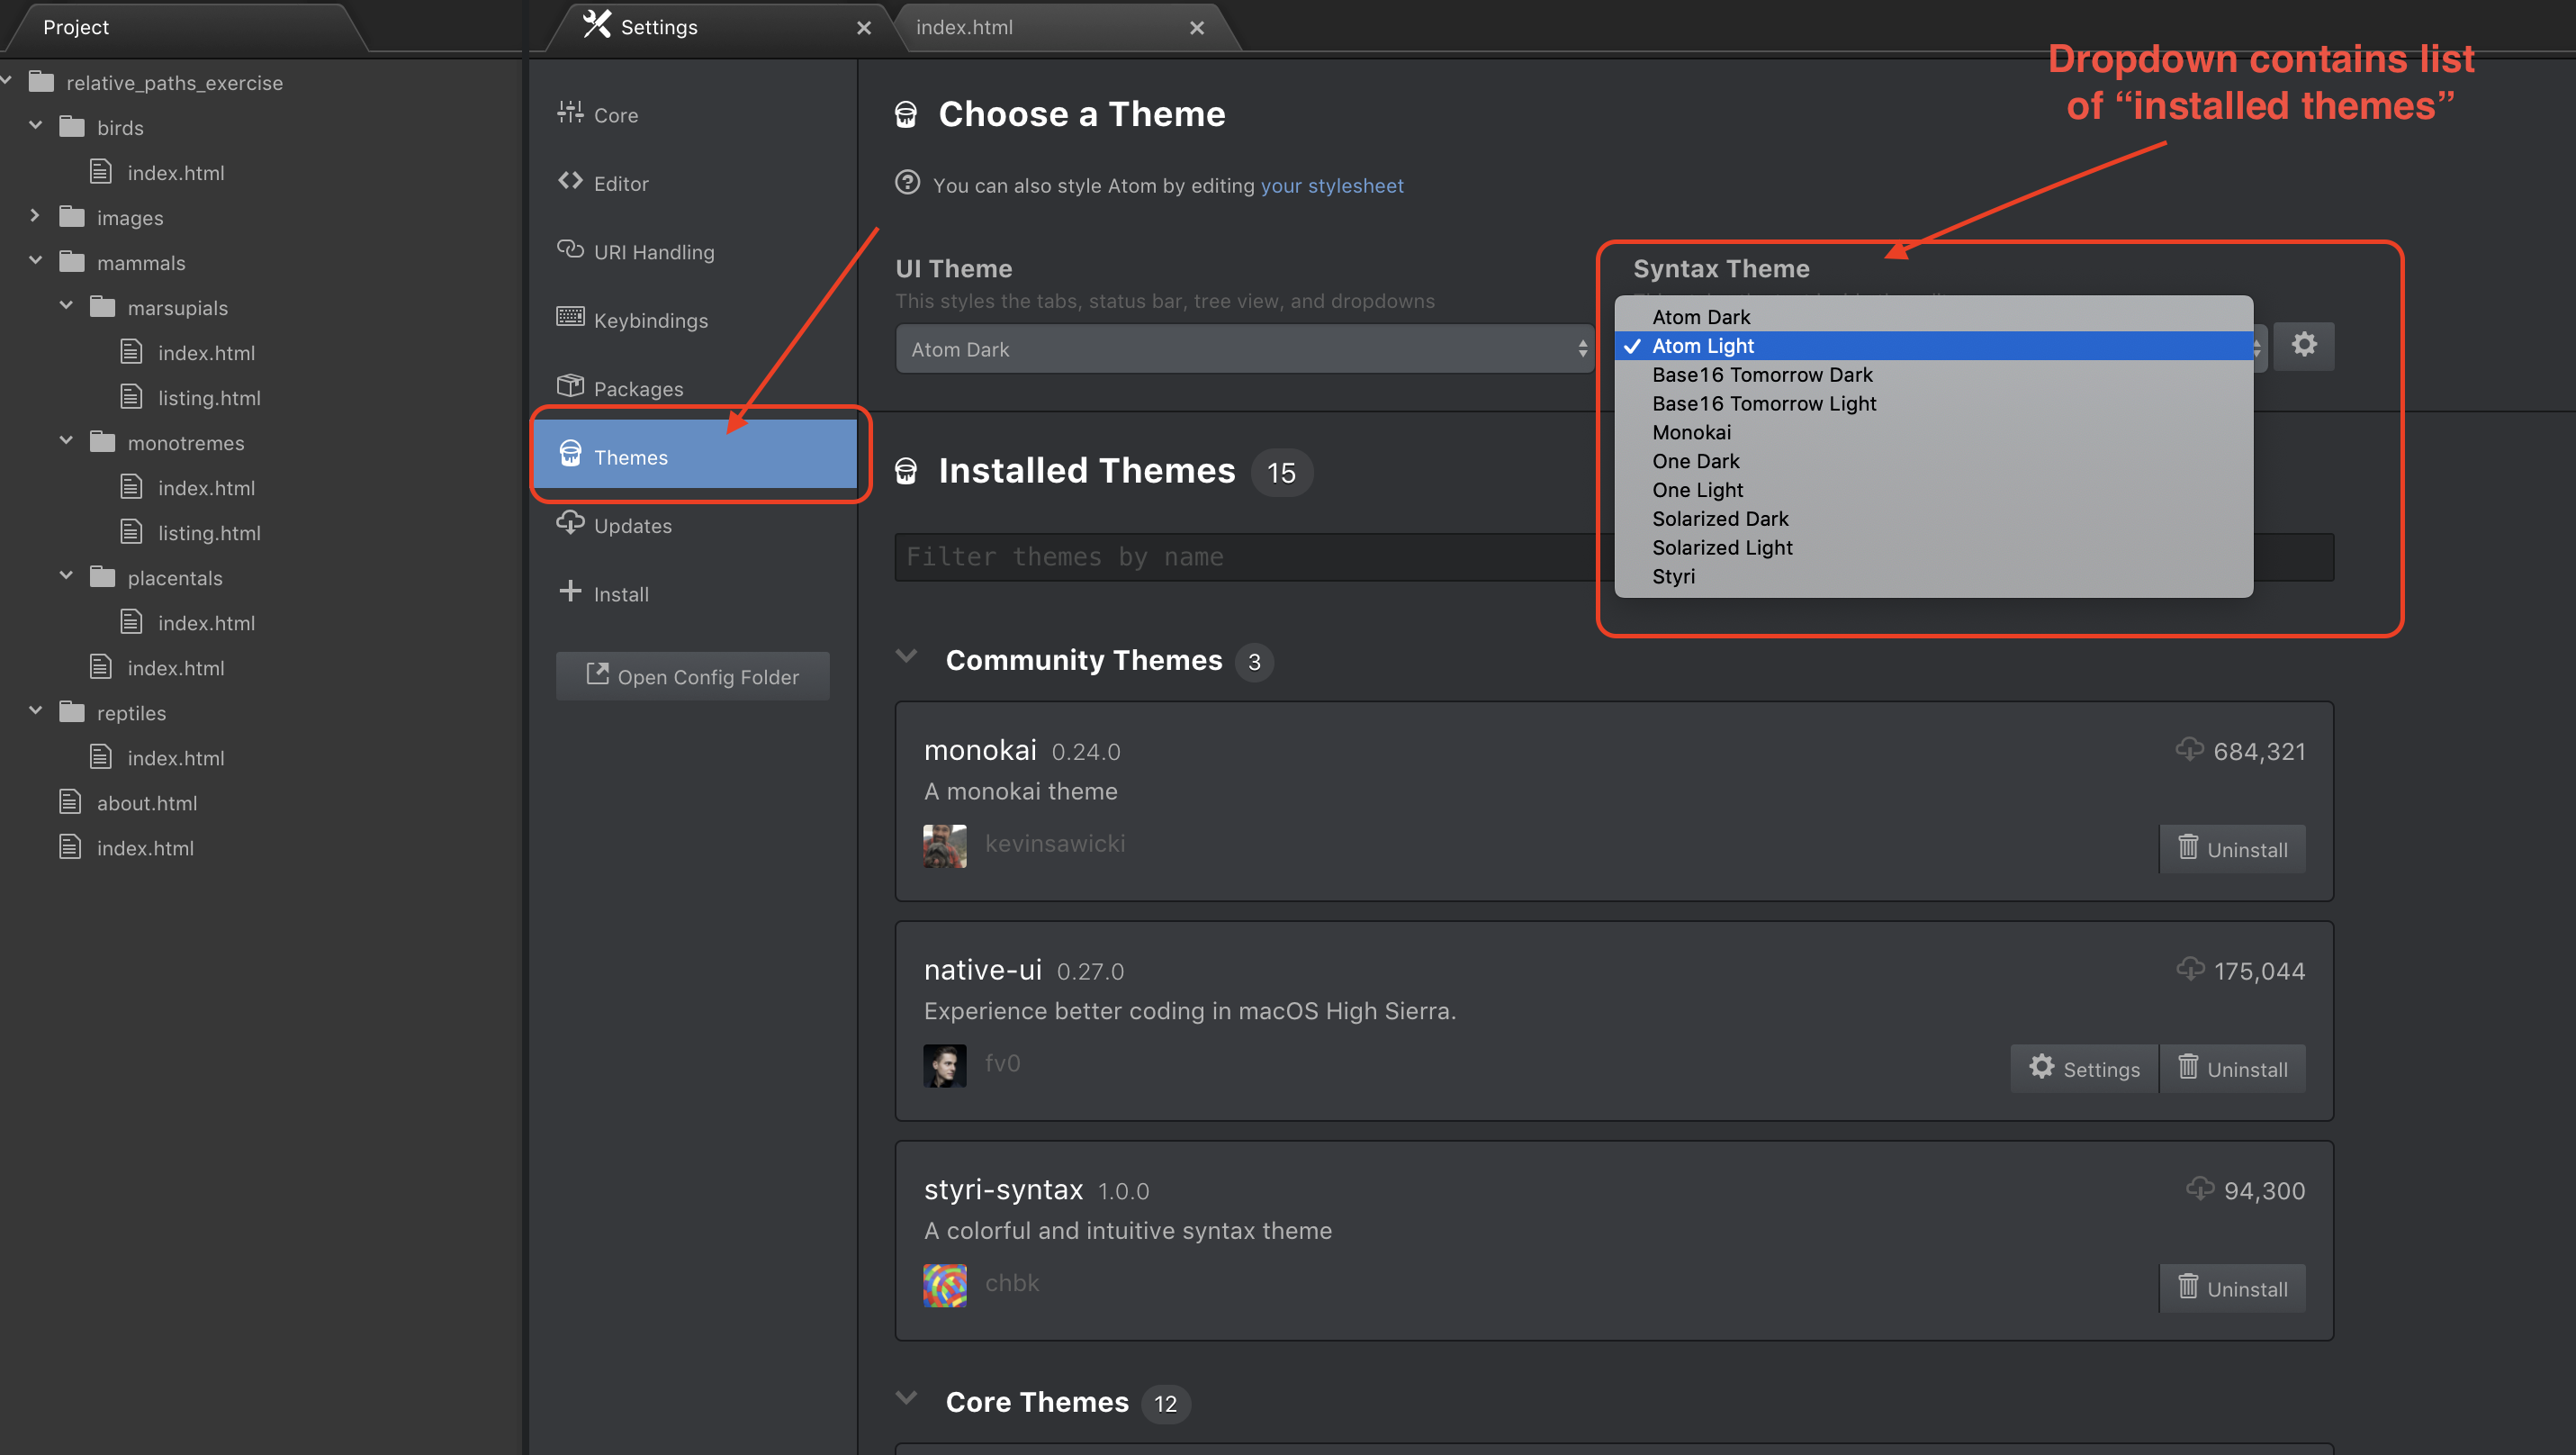 Project
relative_paths_exercise
birds
index.html
images
mammals
marsupials
index.html
listing.html
monotremes
index.html
listing.html
placentals
index.html
index.html
reptiles
index.html
about.html
index.html
Settings
index.html
Core
Editor
URI Handling
Keybindings
Packages
Themes
Updates
Install
Open Config Folder
Dropdown contains list
of “installed themes”
Choose a Theme
You can also style Atom by editing your stylesheet
UI Theme
This styles the tabs, status bar, tree view, and dropdowns
Atom Dark
Syntax Theme
Atom Dark
Atom Light
Base16 Tomorrow Dark
Base16 Tomorrow Light
Monokai
One Dark
One Light
Solarized Dark
Solarized Light
Styri
Installed Themes 15
Filter themes by name
Community Themes 3
monokai 0.24.0 684,321
A monokai theme
kevinsawicki Uninstall
native-ui 0.27.0 175,044
Experience better coding in macOS High Sierra.
fv0 Settings Uninstall
styri-syntax 1.0.0 94,300
A colorful and intuitive syntax theme
chbk Uninstall
Core Themes 12